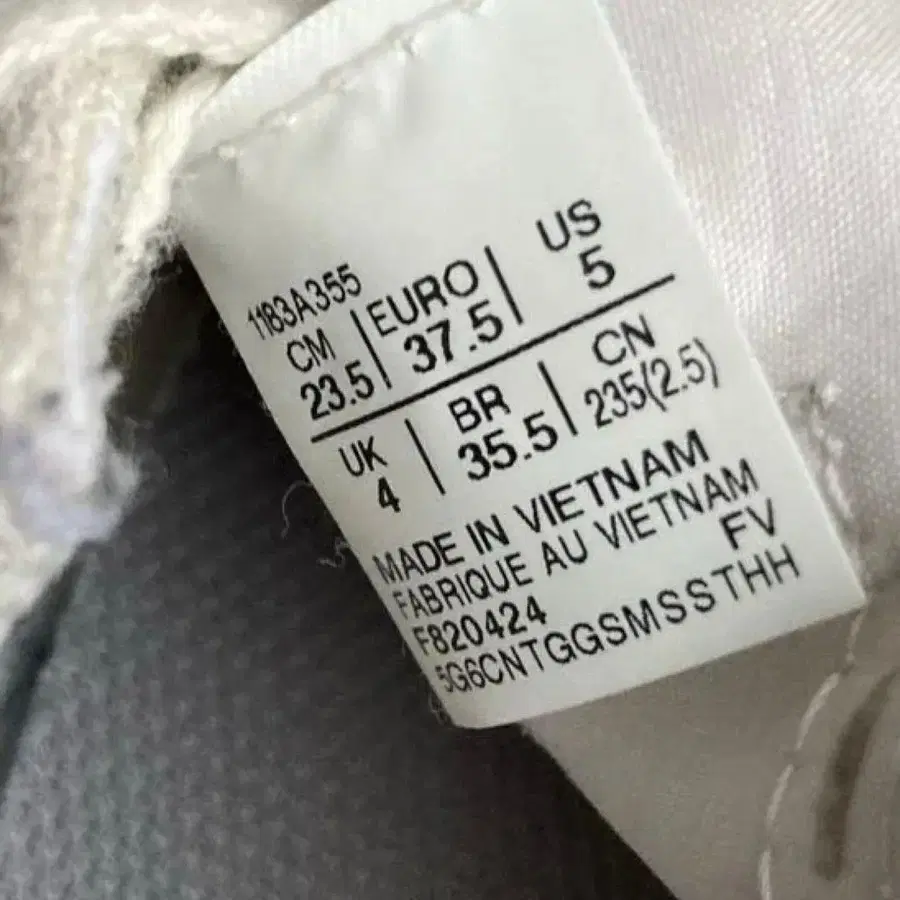 1183A355
CM | EURO | US
23.5 | 37.5 | 5
UK | BR | CN
4 | 35.5 | 235(2.5)
MADE IN VIETNAM
FABRIQUE AU VIETNAM
FV
F820424
5G6CNTGGSMSSTHH